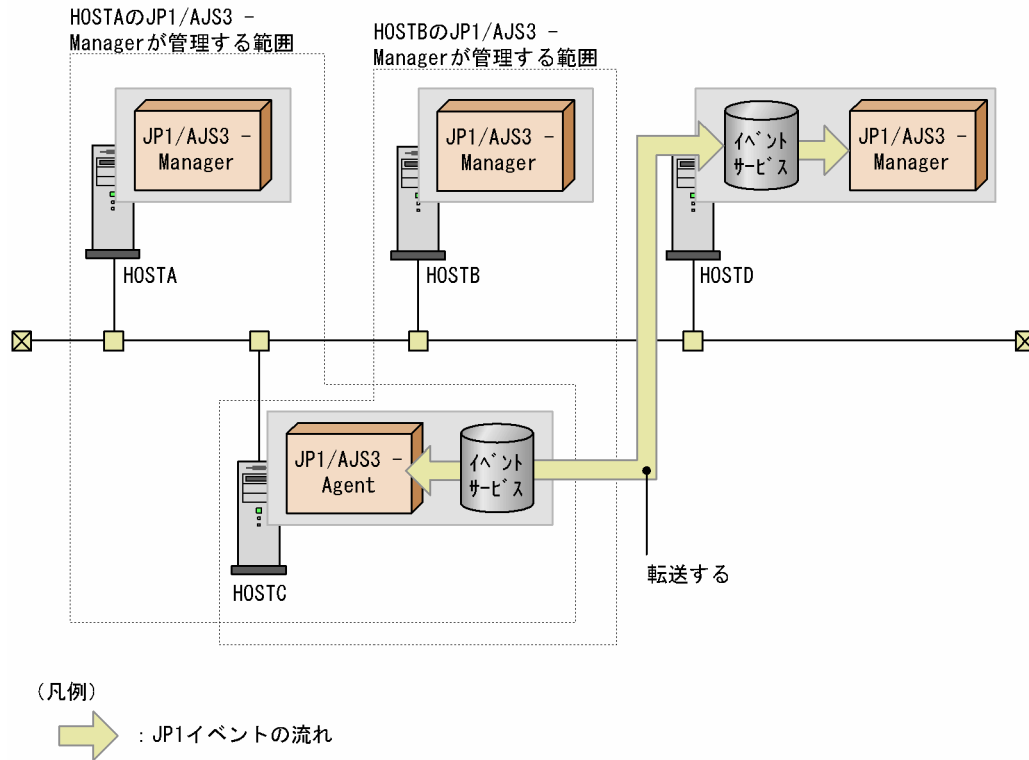 HOSTAのJP1/AJS3 -
Managerが管理する範囲
HOSTBのJP1/AJS3 -
Managerが管理する範囲
JP1/AJS3 -
Manager
JP1/AJS3 -
Manager
ｲﾍﾞﾝﾄ
ｻｰﾋﾞｽ
JP1/AJS3 -
Manager
HOSTA
HOSTB
HOSTD
JP1/AJS3 -
Agent
ｲﾍﾞﾝﾄ
ｻｰﾋﾞｽ
HOSTC
転送する
(凡例)
：JP1イベントの流れ